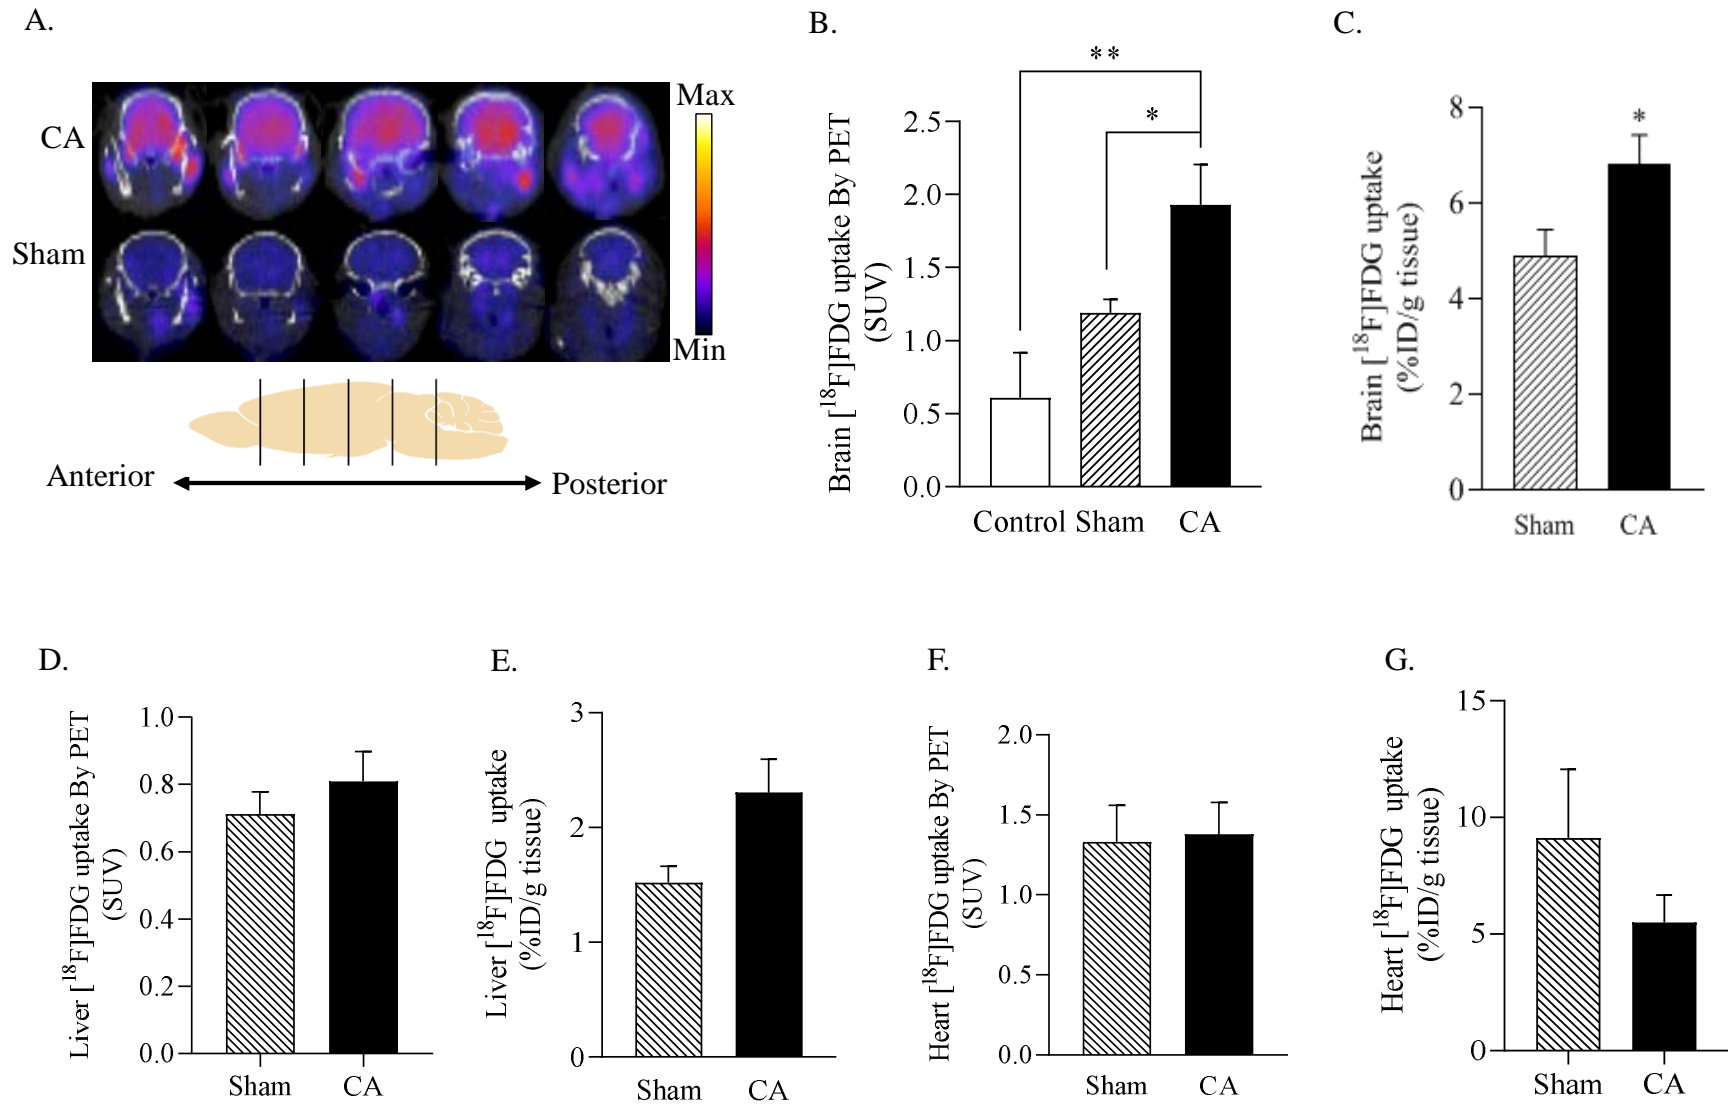 A.
CA
Sham
Max
Min
Anterior
Posterior
B.
Brain [18F]FDG uptake By PET
(SUV)
2.5
2.0
1.5
1.0
0.5
0.0
**
*
Control Sham CA
C.
Brain [18F]FDG uptake
(%ID/g tissue)
8
6
4
2
0
*
Sham CA
D.
Liver [18F]FDG uptake By PET
(SUV)
1.0
0.8
0.6
0.4
0.2
0.0
Sham CA
E.
Liver [18F]FDG uptake
(%ID/g tissue)
3
2
1
0
Sham CA
F.
Heart [18F]FDG uptake By PET
(SUV)
2.0
1.5
1.0
0.5
0.0
Sham CA
G.
Heart [18F]FDG uptake
(%ID/g tissue)
15
10
5
0
Sham CA